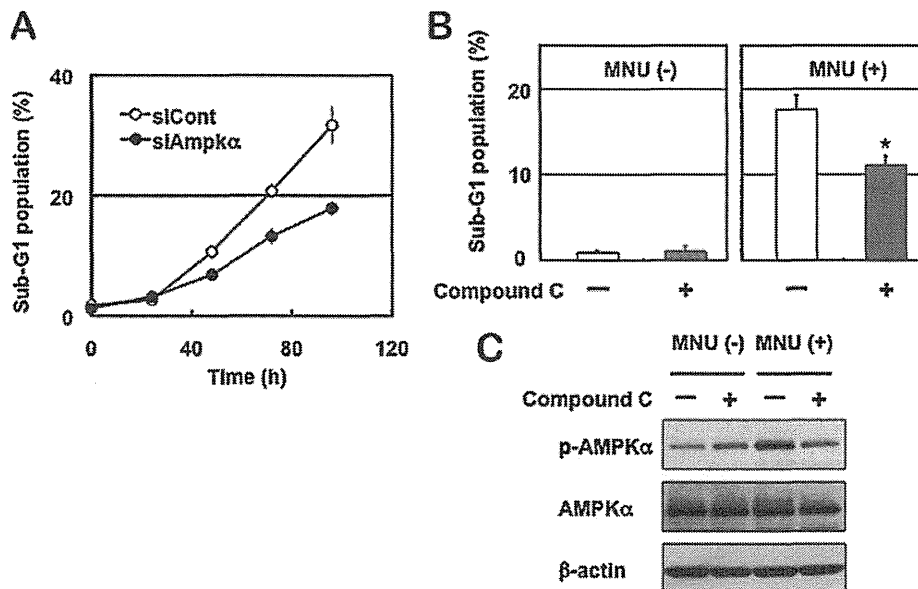 A
Sub-G1 population (%)
40
20
0
siCont
siAmpkα
0 40 80 120
Time (h)
B
Sub-G1 population (%)
20
10
0
MNU (-)
MNU (+)
*
Compound C − + − +
C
MNU (-) MNU (+)
Compound C − + − +
p-AMPKα
AMPKα
β-actin